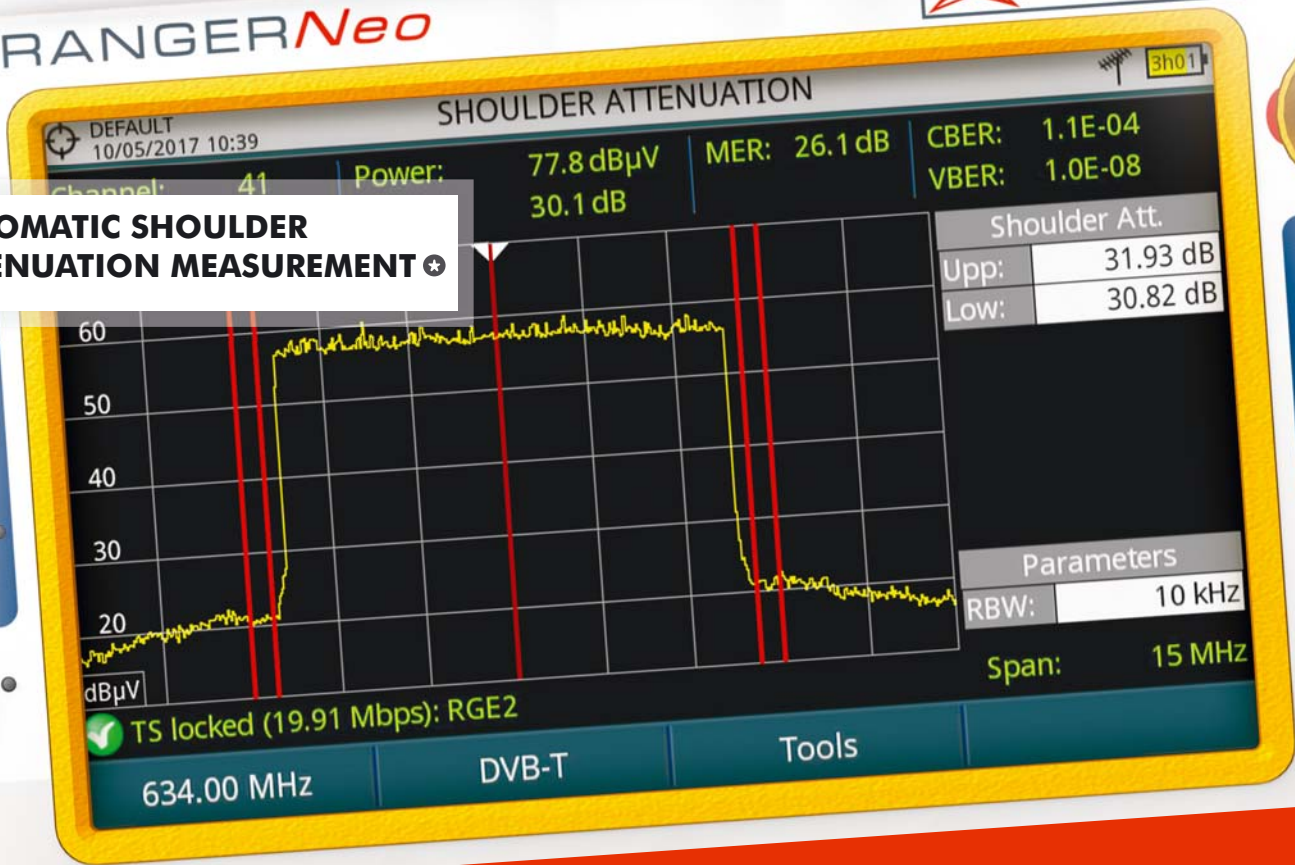 RANGERNeo
DEFAULT
10/05/2017 10:39
SHOULDER ATTENUATION
3h01
Channel: 41
Power: 77.8 dBµV
30.1 dB
MER: 26.1 dB
CBER: 1.1E-04
VBER: 1.0E-08
OMATIC SHOULDER
ENUATION MEASUREMENT
Shoulder Att.
Upp: 31.93 dB
Low: 30.82 dB
60
50
40
30
20
dBµV
Parameters
RBW: 10 kHz
Span: 15 MHz
TS locked (19.91 Mbps): RGE2
634.00 MHz
DVB-T
Tools